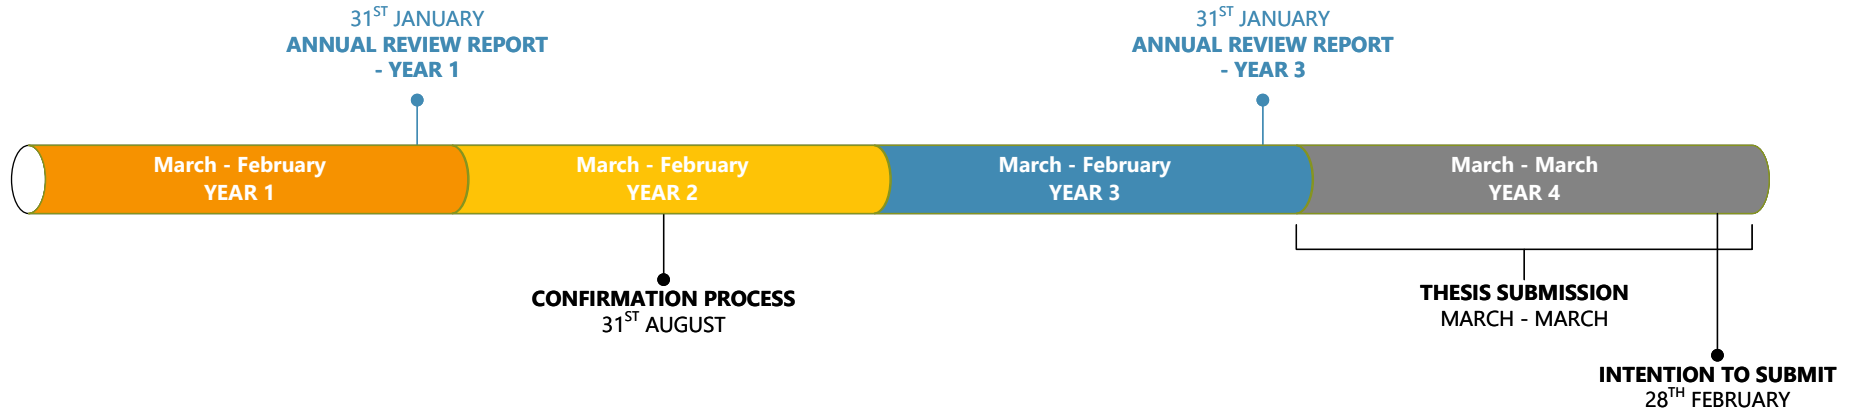 31ST JANUARY
ANNUAL REVIEW REPORT
- YEAR 1
31ST JANUARY
ANNUAL REVIEW REPORT
- YEAR 3
March - February
YEAR 1
March - February
YEAR 2
March - February
YEAR 3
March - March
YEAR 4
CONFIRMATION PROCESS
31ST AUGUST
THESIS SUBMISSION
MARCH - MARCH
INTENTION TO SUBMIT
28TH FEBRUARY